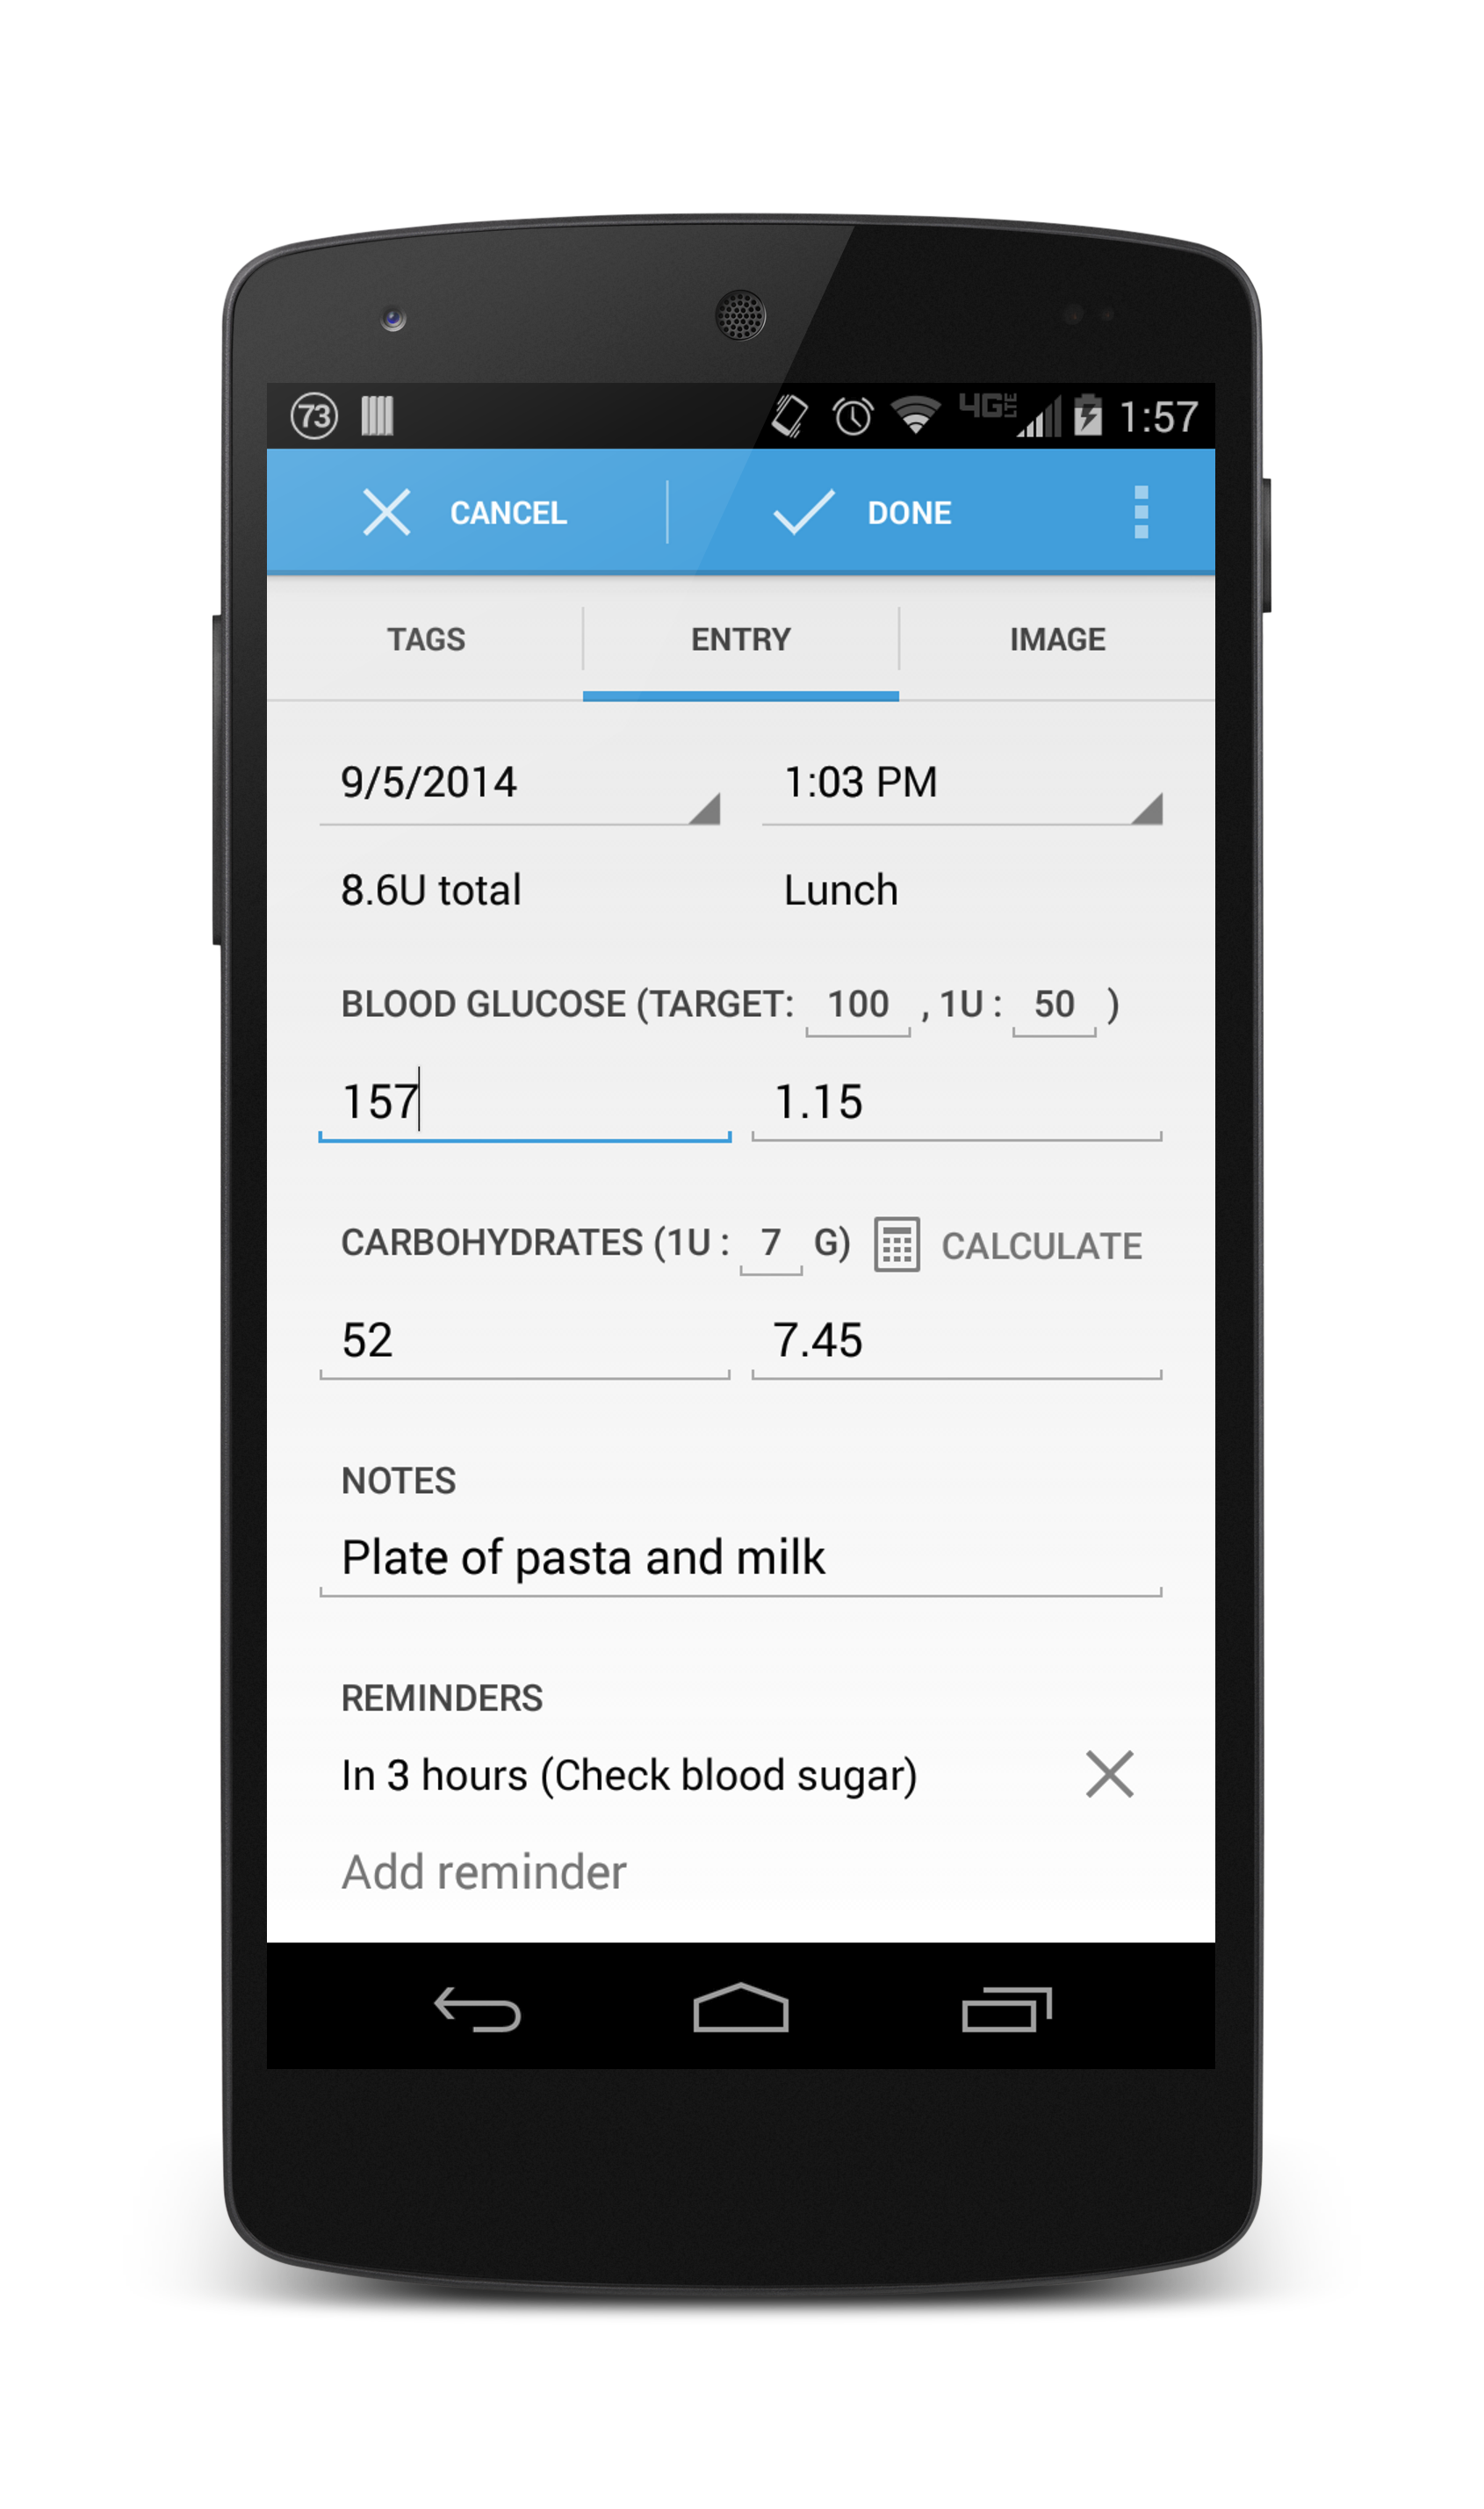 73 4G LTE 1:57
CANCEL DONE
TAGS ENTRY IMAGE
9/5/2014 1:03 PM
8.6U total Lunch
BLOOD GLUCOSE (TARGET: 100 , 1U : 50 )
157 1.15
CARBOHYDRATES (1U : 7 G) CALCULATE
52 7.45
NOTES
Plate of pasta and milk
REMINDERS
In 3 hours (Check blood sugar)
Add reminder